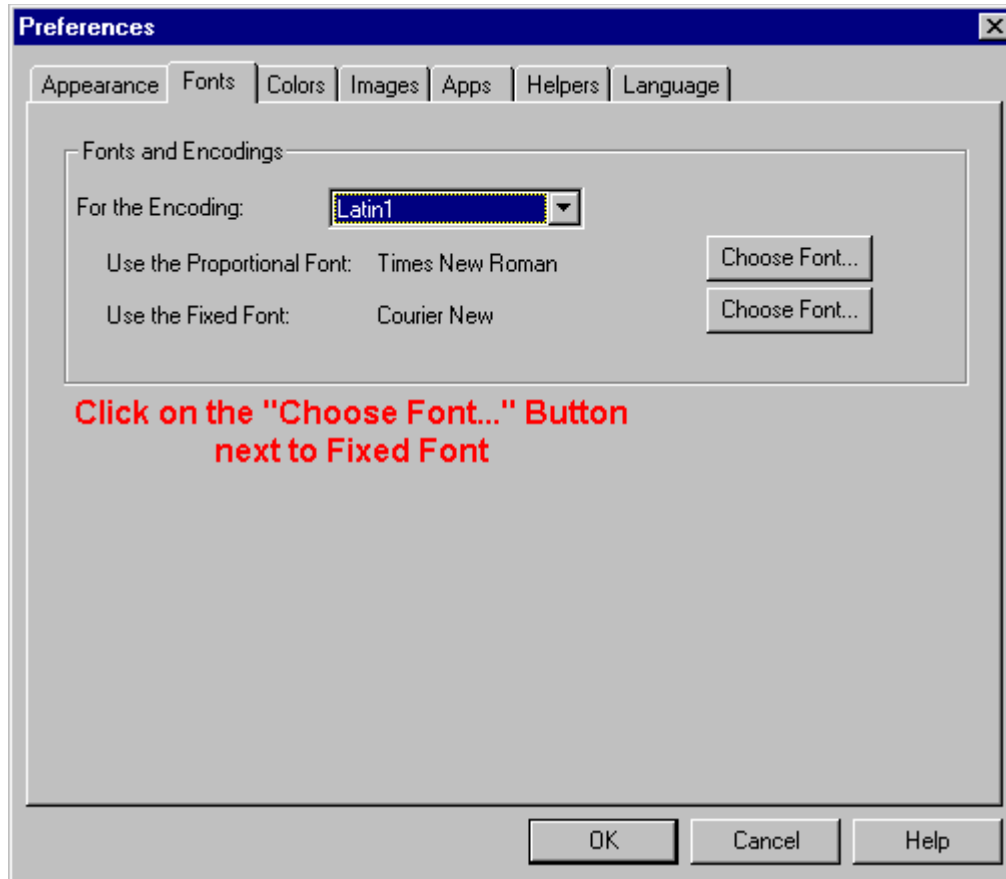 Preferences
Appearance Fonts Colors Images Apps Helpers Language
Fonts and Encodings
For the Encoding: Latin1
Use the Proportional Font: Times New Roman Choose Font...
Use the Fixed Font: Courier New Choose Font...
Click on the "Choose Font..." Button
next to Fixed Font
OK Cancel Help